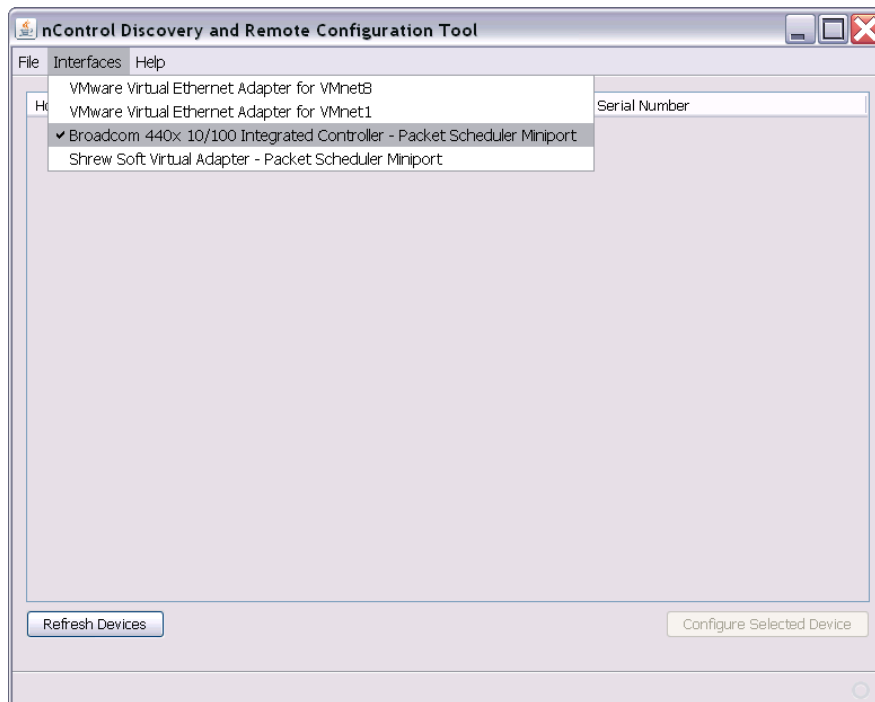 nControl Discovery and Remote Configuration Tool
File Interfaces Help
VMware Virtual Ethernet Adapter for VMnet8
VMware Virtual Ethernet Adapter for VMnet1
Broadcom 440x 10/100 Integrated Controller - Packet Scheduler Miniport
Shrew Soft Virtual Adapter - Packet Scheduler Miniport
Serial Number
Refresh Devices
Configure Selected Device